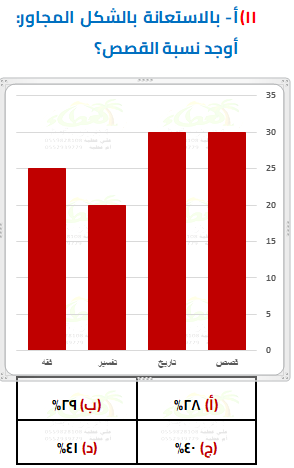 ١١)أ- بالاستعانة بالشكل المجاور:
أوجد نسبة القصص؟
35
30
25
20
15
10
5
0
قصص تاريخ تفسير فقه
(أ) ٢٨% (ب) ٢٩%
(ج) ٤٠% (د) ٤١%